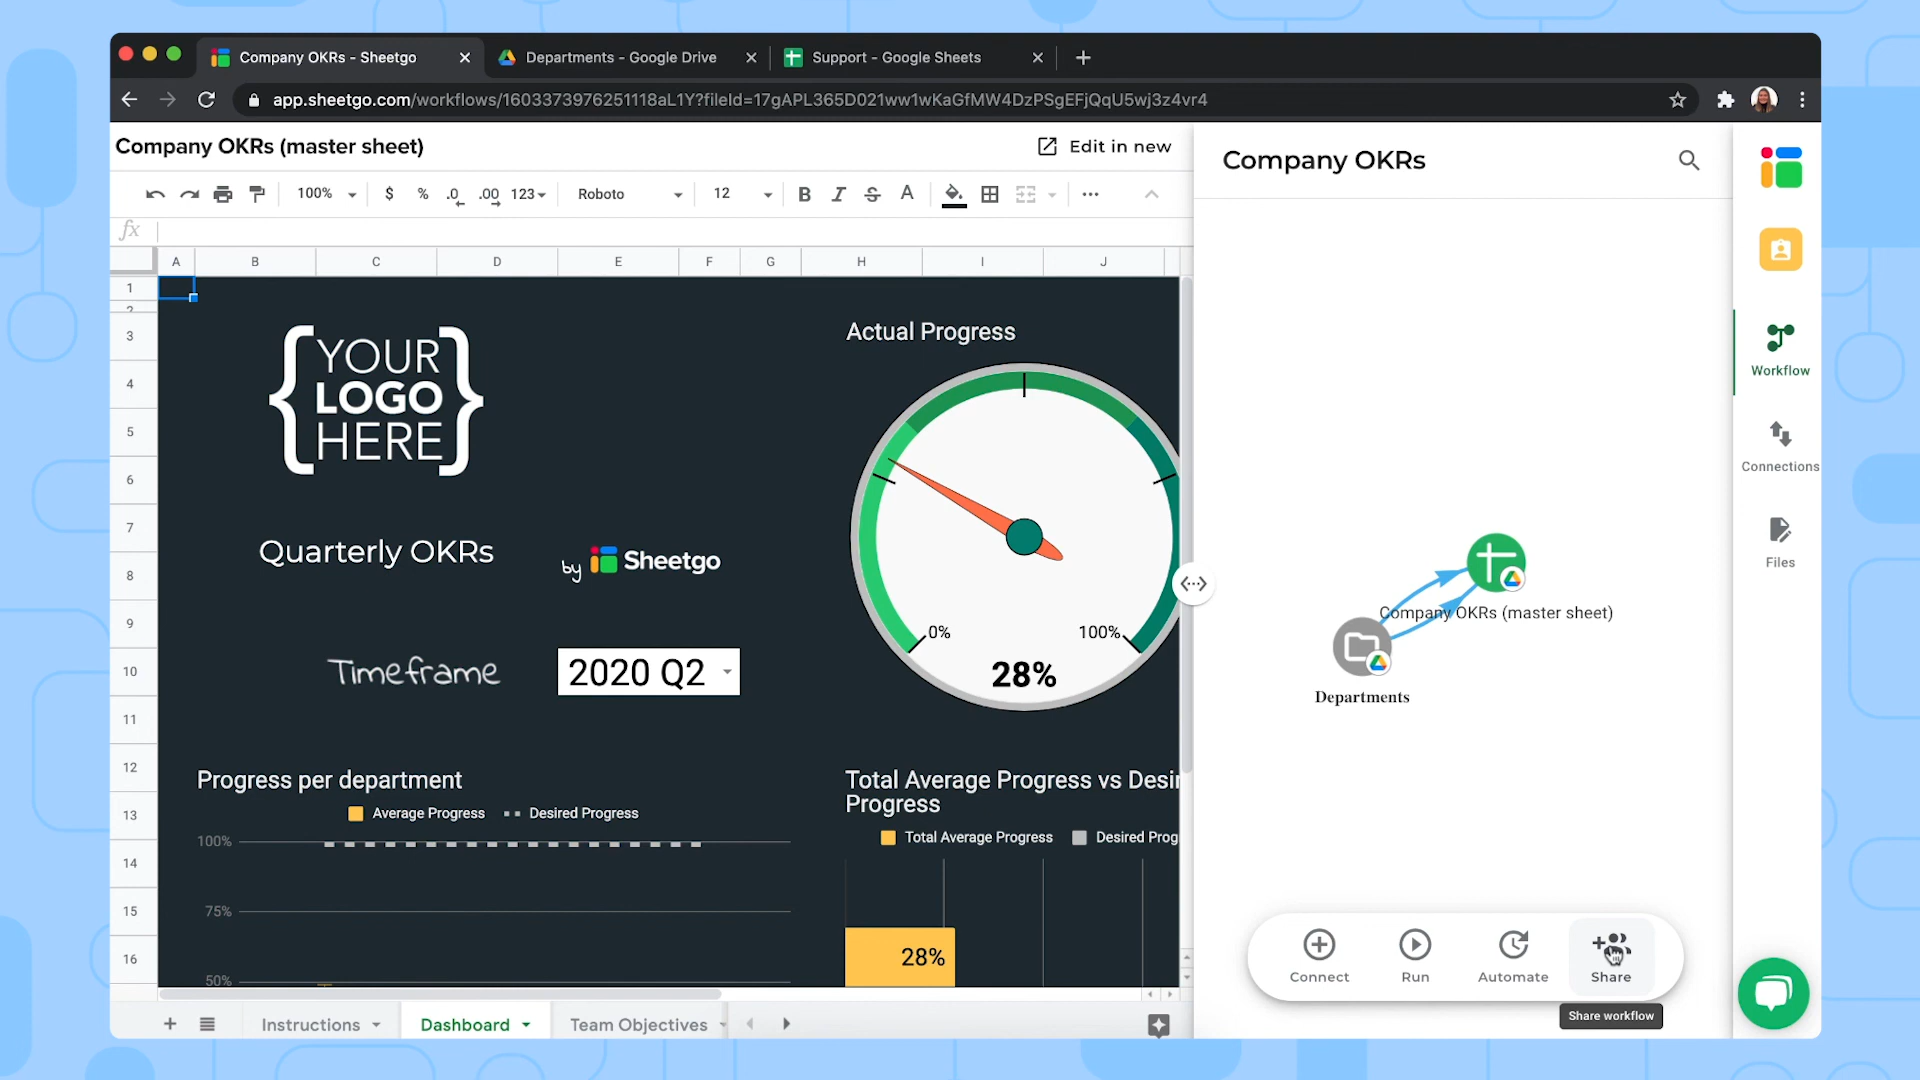 Company OKRs - Sheetgo
Departments - Google Drive
Support - Google Sheets
app.sheetgo.com/workflows/1603373976251118aL1Y?fileId=17gAPL365D021ww1wKaGfMW4DzPSgEFjQqU5wj3z4vr4
Company OKRs (master sheet)
Edit in new
Company OKRs
100%
$
%
.0
.00
123
Roboto
12
B
I
S
A
fx
A B C D E F G H I J
1
2
3
4
5
6
7
8
9
10
11
12
13
14
15
16
{YOUR
LOGO
HERE}
Actual Progress
Quarterly OKRs
by Sheetgo
Timeframe
2020 Q2
0%
100%
28%
Progress per department
Average Progress
Desired Progress
100%
75%
50%
Total Average Progress vs Desi
Progress
Total Average Progress
Desired Prog
28%
Instructions
Dashboard
Team Objectives
Company OKRs (master sheet)
Departments
Connect
Run
Automate
Share
Share workflow
Workflow
Connections
Files